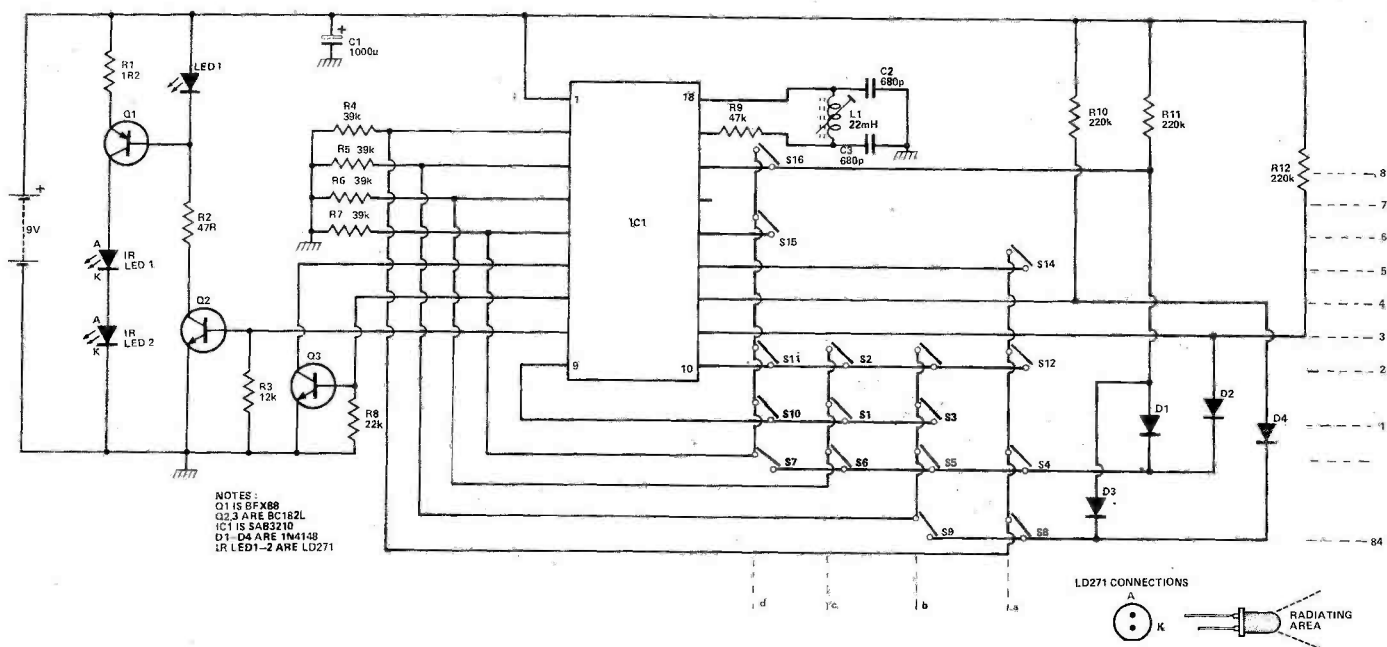 R1
1R2
LED 1
+
C1
1000u
Q1
R4
39k
R5 39k
R6 39k
R7 39k
1
18
R9
47k
C2
680p
L1
22mH
C3
680p
R10
220k
R11
220k
R12
220k
S16
8
7
+
9V
R2
47R
IC1
S15
6
A
IR
LED 1
K
S14
5
Q2
4
A
IR
LED 2
K
3
Q3
9
10
S11
S2
S12
2
R3
12k
R8
22k
S10
S1
S3
D1
D2
D4
1
S7
S6
S5
S4
D3
NOTES :
Q1 IS BFX88
Q2,3 ARE BC182L
IC1 IS SAB3210
D1-D4 ARE 1N4148
IR LED1-2 ARE LD271
S9
S8
84
d
c
b
a
LD271 CONNECTIONS
A
K
RADIATING
AREA